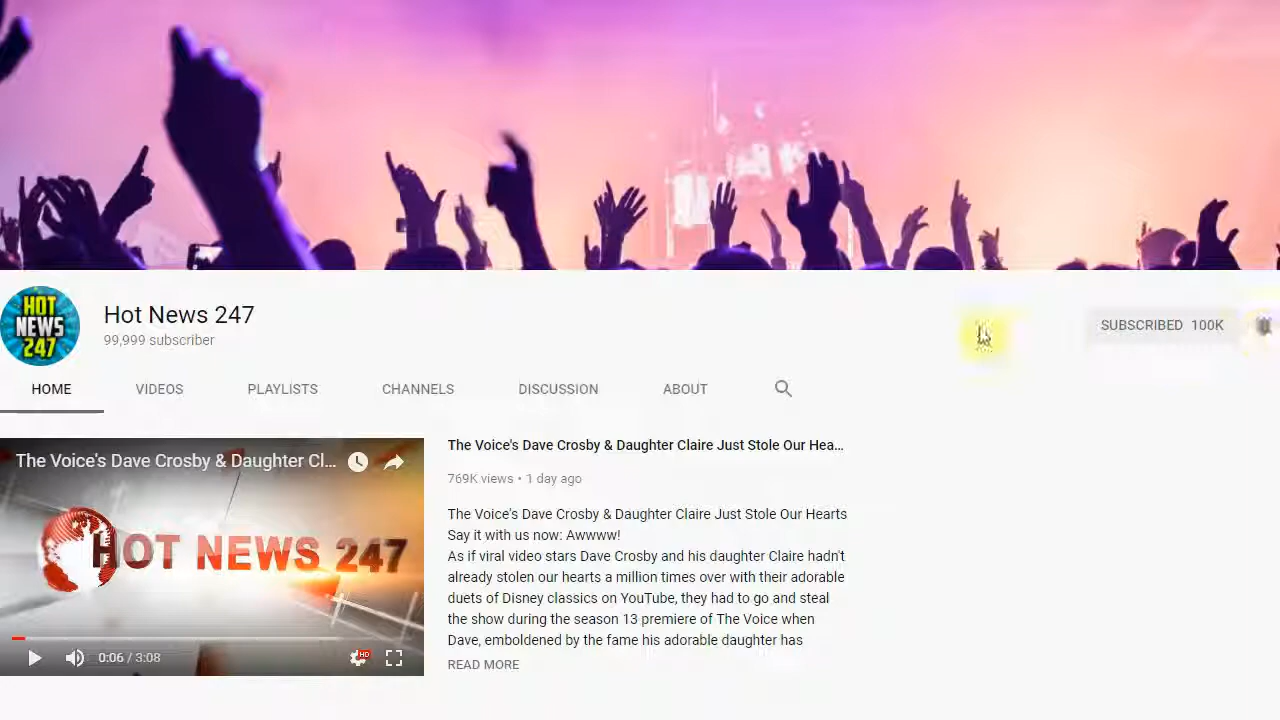 HOT
NEWS
247
Hot News 247
99,999 subscriber
SUBSCRIBED 100K
HOME VIDEOS PLAYLISTS CHANNELS DISCUSSION ABOUT
The Voice's Dave Crosby & Daughter Cl...
HOT NEWS 247
0:06 / 3:08
HD
The Voice's Dave Crosby & Daughter Claire Just Stole Our Hea...
769K views • 1 day ago
The Voice's Dave Crosby & Daughter Claire Just Stole Our Hearts
Say it with us now: Awwww!
As if viral video stars Dave Crosby and his daughter Claire hadn't
already stolen our hearts a million times over with their adorable
duets of Disney classics on YouTube, they had to go and steal
the show during the season 13 premiere of The Voice when
Dave, emboldened by the fame his adorable daughter has
READ MORE